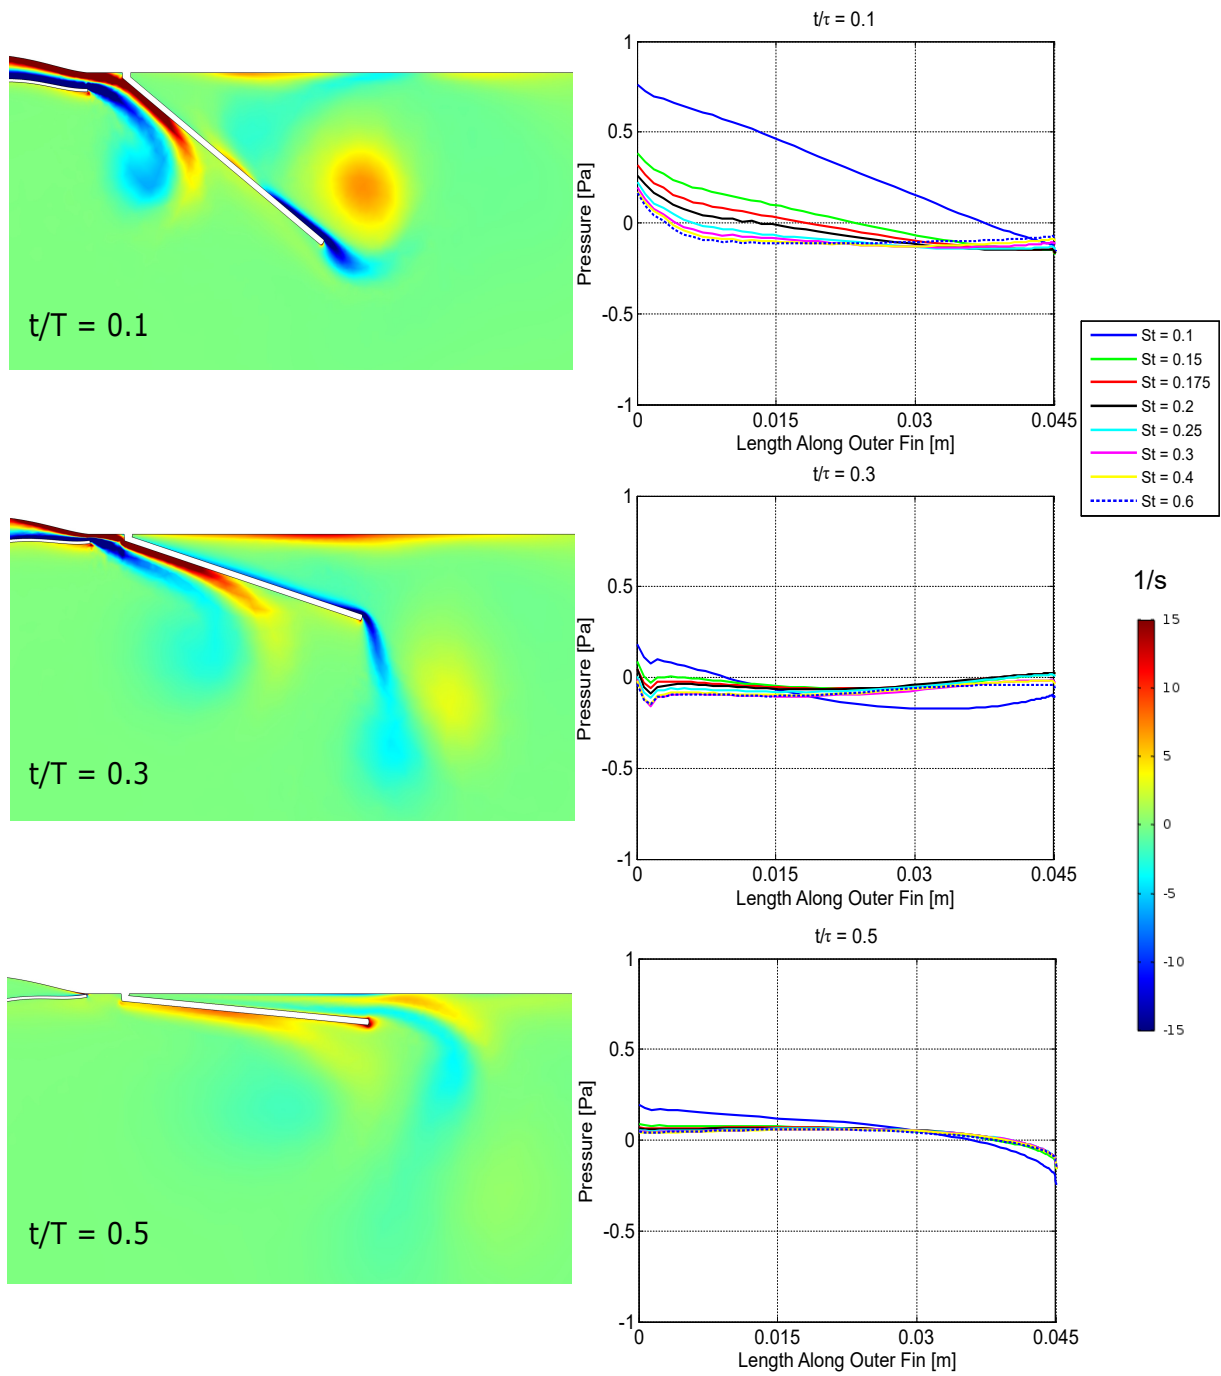 t/τ = 0.1
1
0.5
0
-0.5
-1
Pressure [Pa]
0
0.015
0.03
0.045
Length Along Outer Fin [m]
t/T = 0.1
St = 0.1
St = 0.15
St = 0.175
St = 0.2
St = 0.25
St = 0.3
St = 0.4
St = 0.6
t/τ = 0.3
1
0.5
0
-0.5
-1
Pressure [Pa]
0
0.015
0.03
0.045
Length Along Outer Fin [m]
t/T = 0.3
1/s
15
10
5
0
-5
-10
-15
t/τ = 0.5
1
0.5
0
-0.5
-1
Pressure [Pa]
0
0.015
0.03
0.045
Length Along Outer Fin [m]
t/T = 0.5